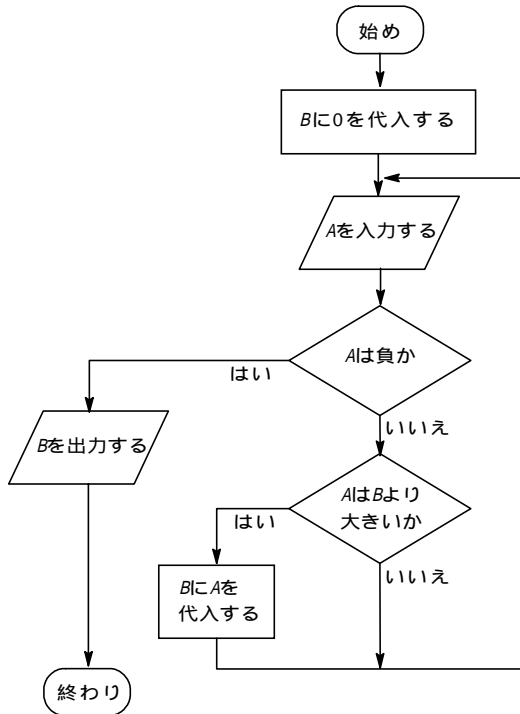 始め
Bに0を代入する
Aを入力する
Aは負か
はい
いいえ
Bを出力する
AはBより
大きいか
はい
いいえ
BにAを
代入する
終わり